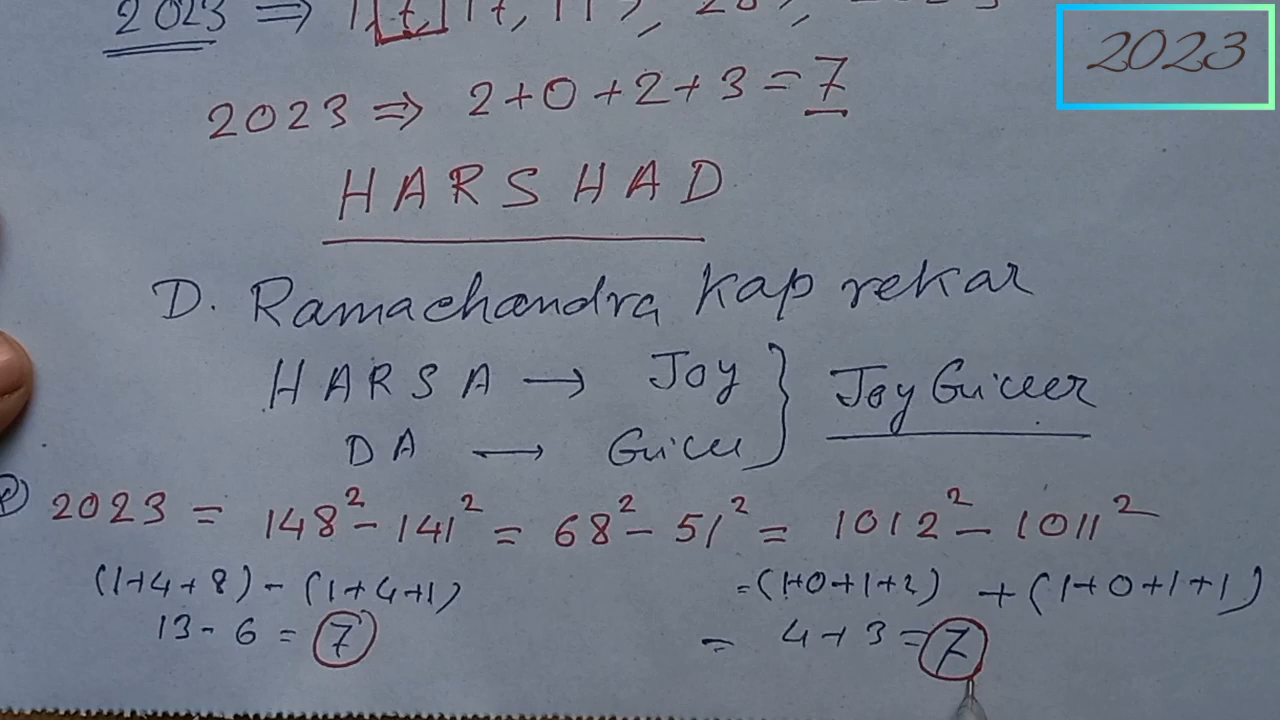 2023 ⇒
2023
2023 ⇒ 2+0+2+3=7
HARSHAD
D. Ramachandra Kaprekar
HARSA → Joy } Joy Giver
DA → Giver
2023 = 148² - 141² = 68² - 51² = 1012² - 1011²
(1+4+8) - (1+4+1) = (1+0+1+2) + (1+0+1+1)
13 - 6 = 7 = 4+3=7